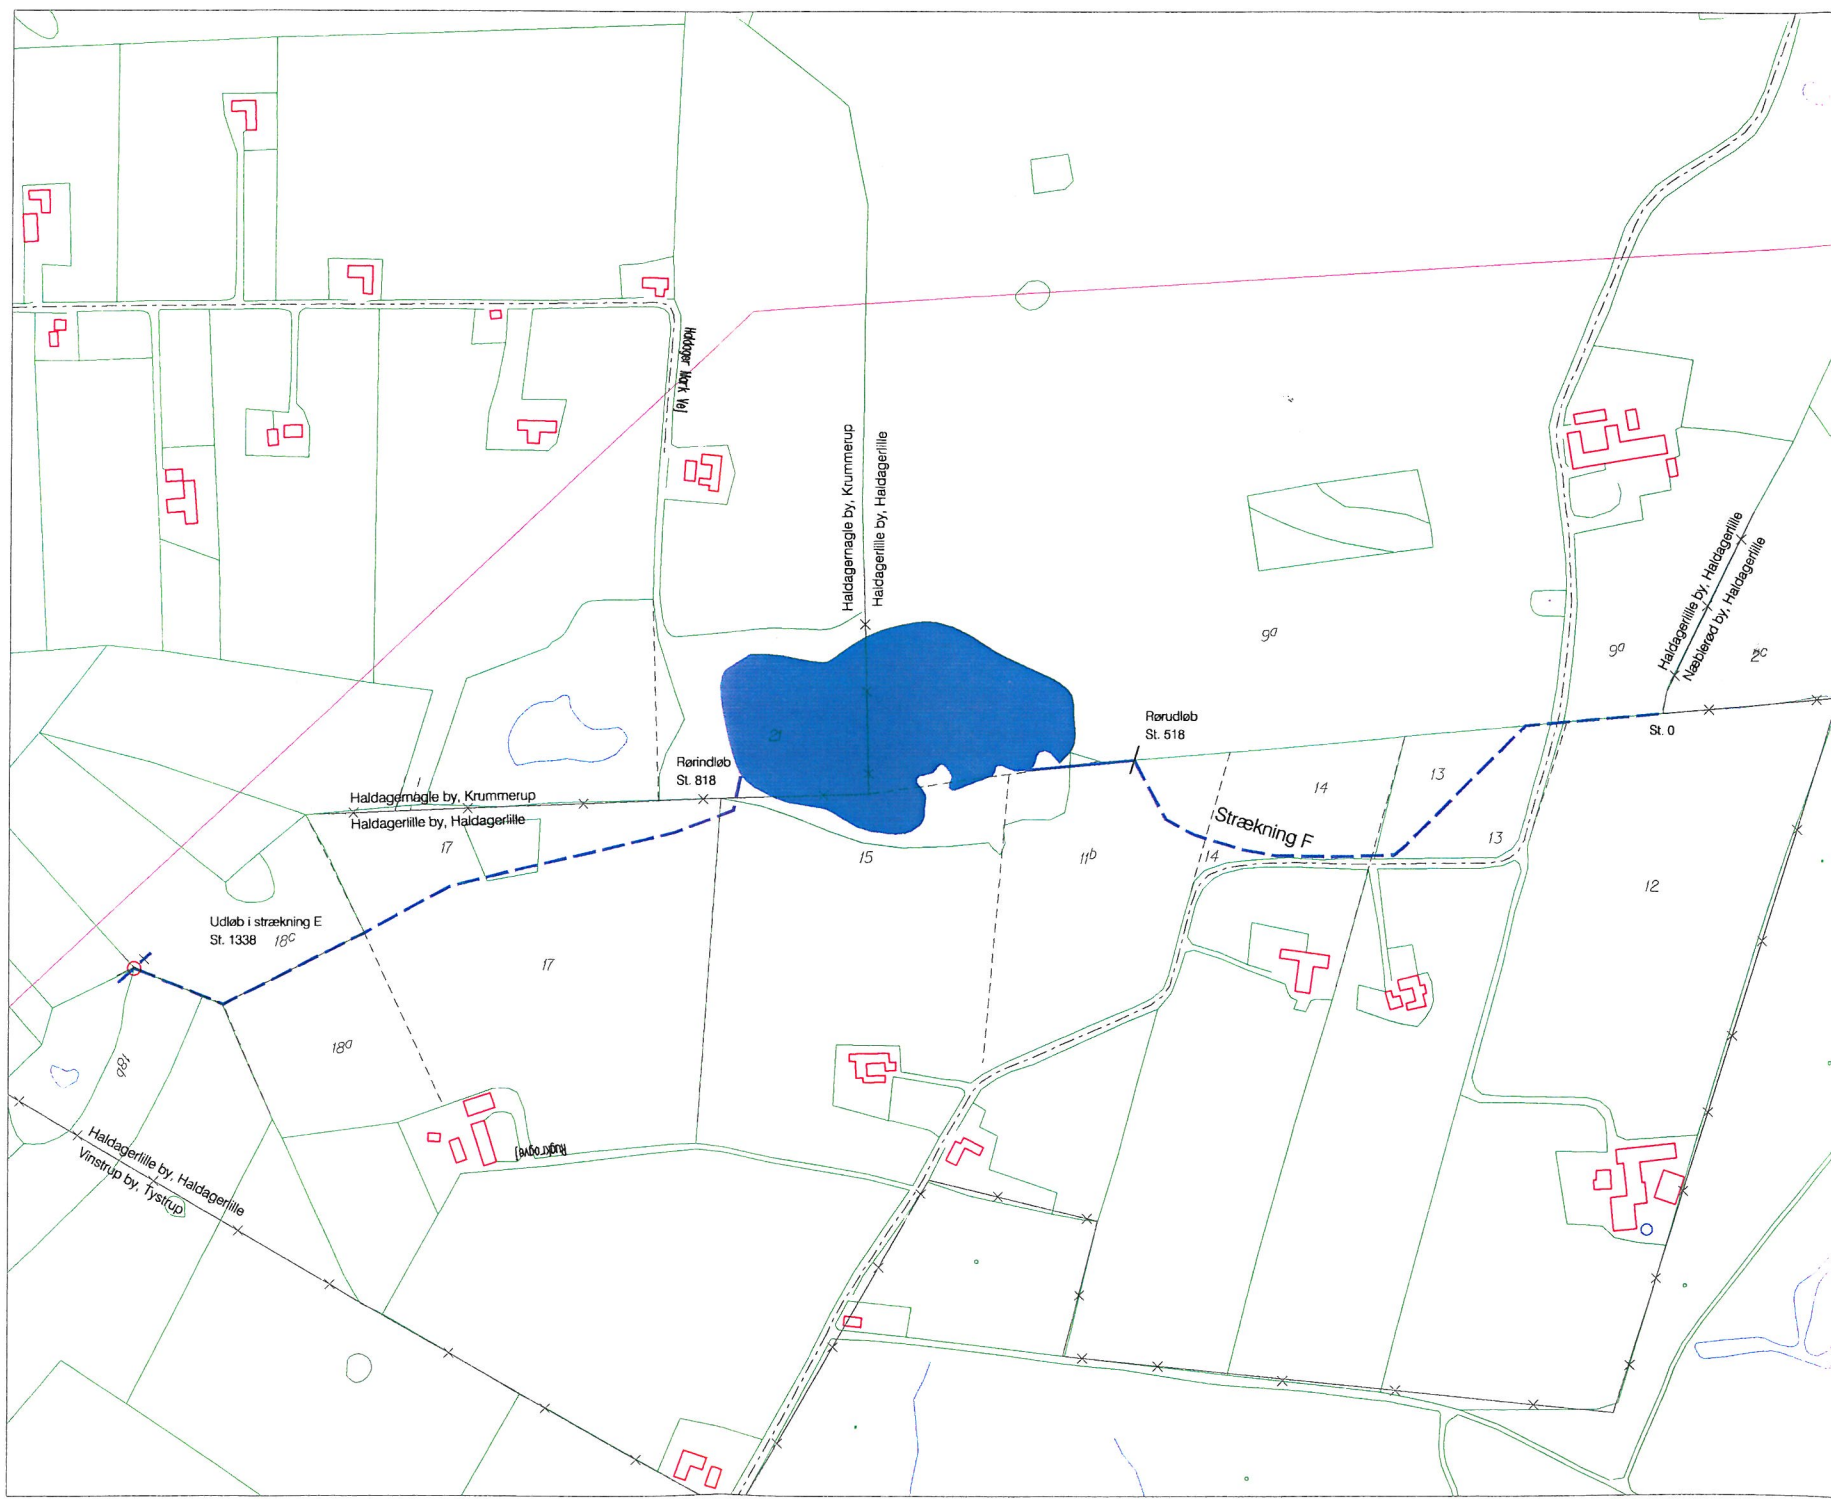 Haldager Mark Vej
Haldagernagle by, Krummerup
Haldagerlille by, Haldagerlille
Haldagerlille by, Haldagerlille
Næblerød by, Haldagerlille
9a
9a
2c
St. 0
Rørudløb
St. 518
21
Rørindløb
St. 818
Haldagernagle by, Krummerup
Haldagerlille by, Haldagerlille
17
15
11b
14
13
14
13
Strækning F
12
Udløb i strækning E
St. 1338
18c
17
18a
18b
Haldagerlille by, Haldagerlille
Vinstrup by, Tystrup
Rugkrogvej